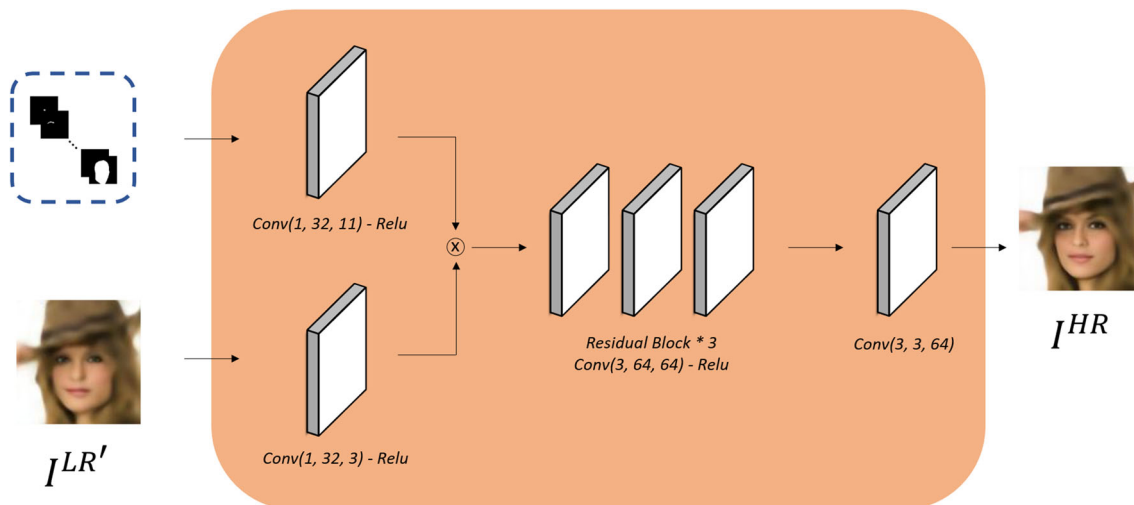 Conv(1, 32, 11) - Relu
x
Conv(1, 32, 3) - Relu
Residual Block * 3
Conv(3, 64, 64) - Relu
Conv(3, 3, 64)
I^{LR'}
I^{HR}